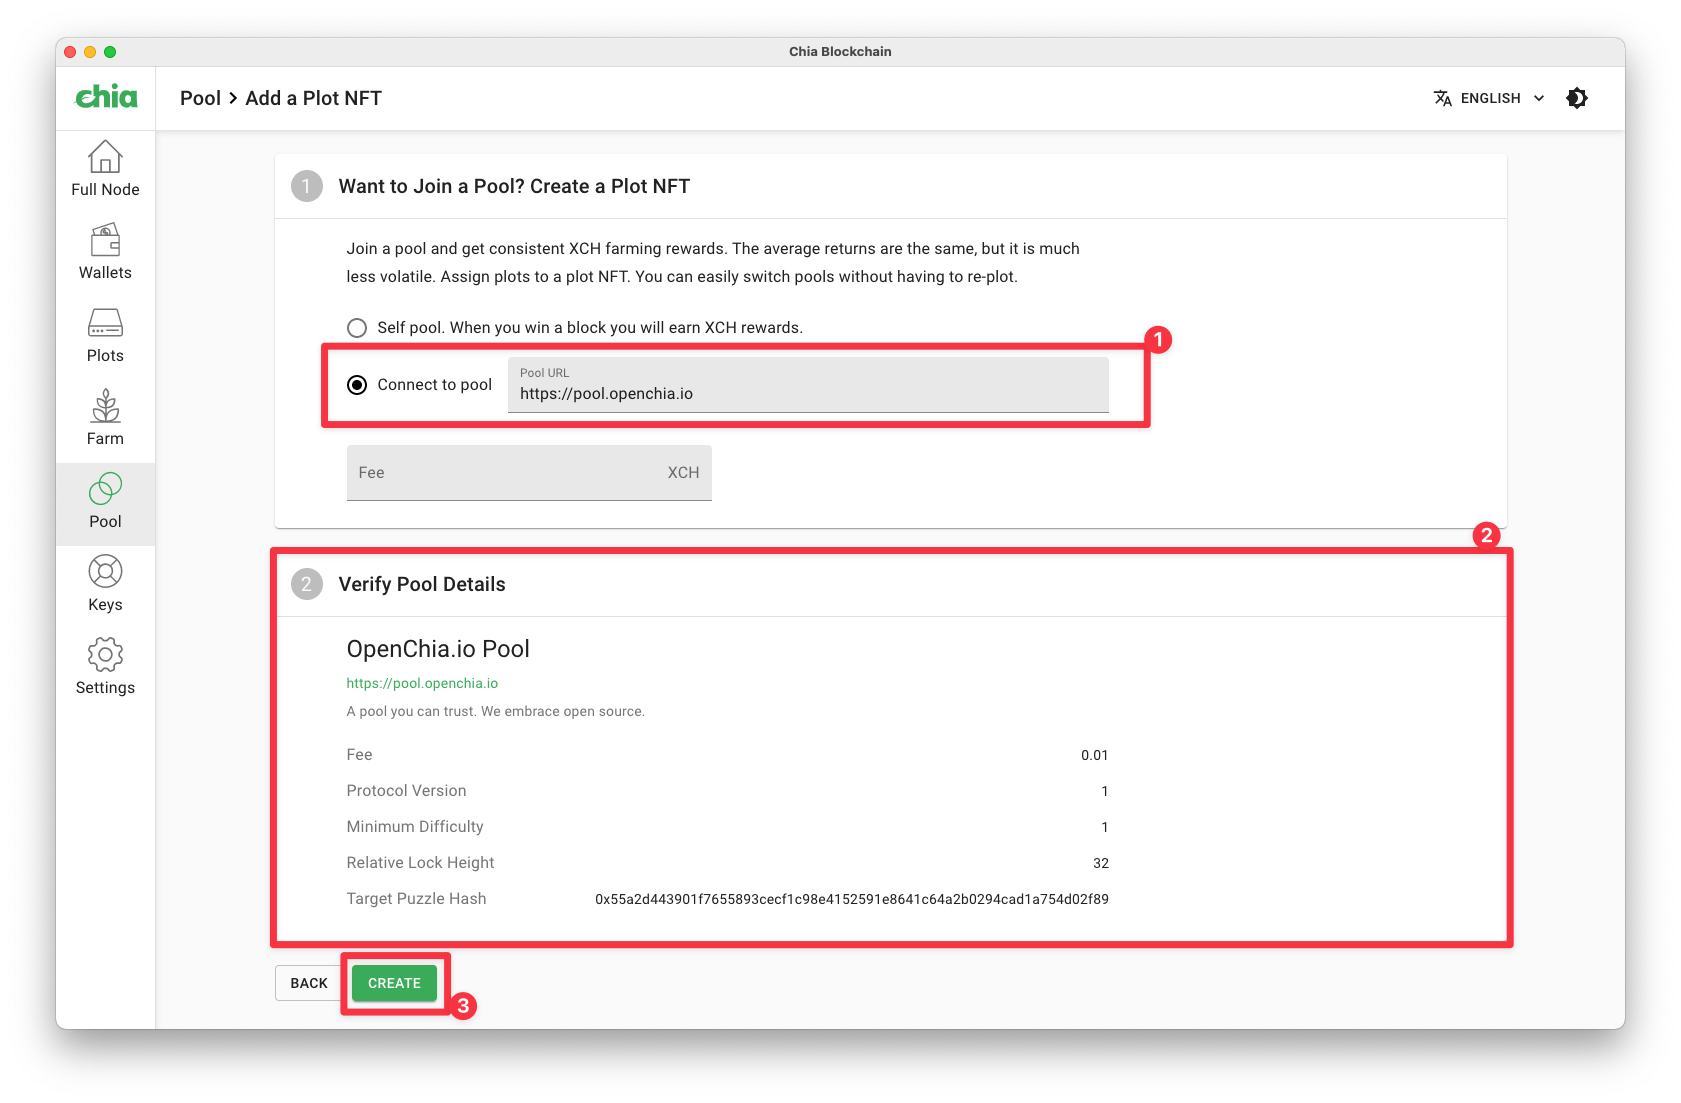 Chia Blockchain
chia
Pool > Add a Plot NFT
ENGLISH
Full Node
Wallets
Plots
Farm
Pool
Keys
Settings
1 Want to Join a Pool? Create a Plot NFT
Join a pool and get consistent XCH farming rewards. The average returns are the same, but it is much
less volatile. Assign plots to a plot NFT. You can easily switch pools without having to re-plot.
Self pool. When you win a block you will earn XCH rewards.
1
Connect to pool
Pool URL
https://pool.openchia.io
Fee XCH
2
2 Verify Pool Details
OpenChia.io Pool
https://pool.openchia.io
A pool you can trust. We embrace open source.
Fee 0.01
Protocol Version 1
Minimum Difficulty 1
Relative Lock Height 32
Target Puzzle Hash 0x55a2d443901f7655893cecf1c98e4152591e8641c64a2b0294cad1a754d02f89
BACK CREATE
3